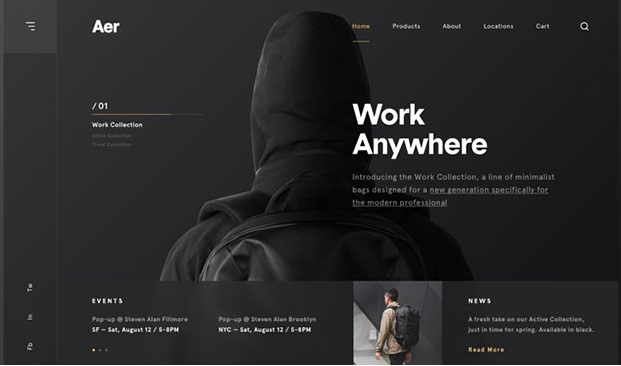 Aer
Home
Products
About
Locations
Cart
/ 01
Work Collection
Active Collection
Travel Collection
Work
Anywhere
Introducing the Work Collection, a line of minimalist
bags designed for a new generation specifically for
the modern professional
Tw
In
Fb
EVENTS
Pop-up @ Steven Alan Fillmore
SF — Sat, August 12 / 5-8PM
Pop-up @ Steven Alan Brooklyn
NYC — Sat, August 12 / 5-8PM
NEWS
A fresh take on our Active Collection,
just in time for spring. Available in black.
Read More